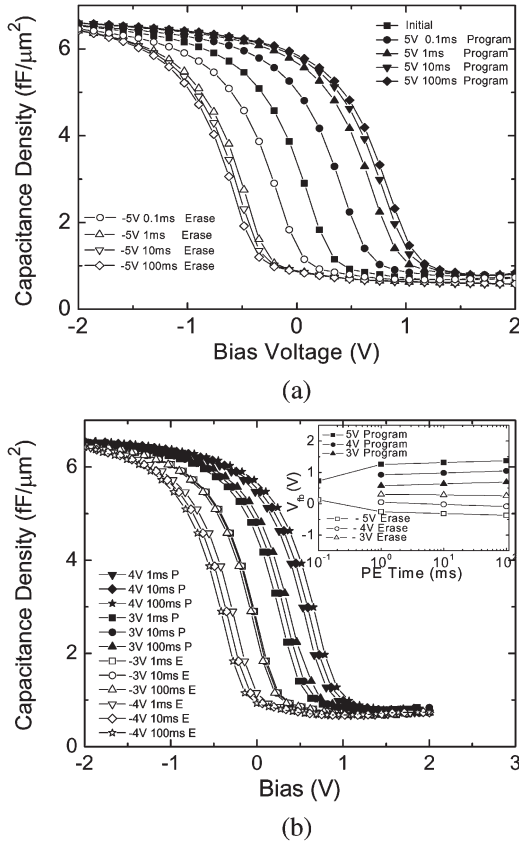 Capacitance Density (fF/μm²)
6
4
2
0
Initial
5V 0.1ms Program
5V 1ms Program
5V 10ms Program
5V 100ms Program
-5V 0.1ms Erase
-5V 1ms Erase
-5V 10ms Erase
-5V 100ms Erase
-2 -1 0 1 2
Bias Voltage (V)
(a)
Capacitance Density (fF/μm²)
6
4
2
0
4V 1ms P
4V 10ms P
4V 100ms P
3V 1ms P
3V 10ms P
3V 100ms P
-3V 1ms E
-3V 10ms E
-3V 100ms E
-4V 1ms E
-4V 10ms E
-4V 100ms E
5V Program
4V Program
3V Program
Vfb (V)
2
1
0
-1
- 5V Erase
- 4V Erase
- 3V Erase
10⁻¹ 10⁰ 10¹ 10²
PE Time (ms)
-2 -1 0 1 2 3
Bias (V)
(b)